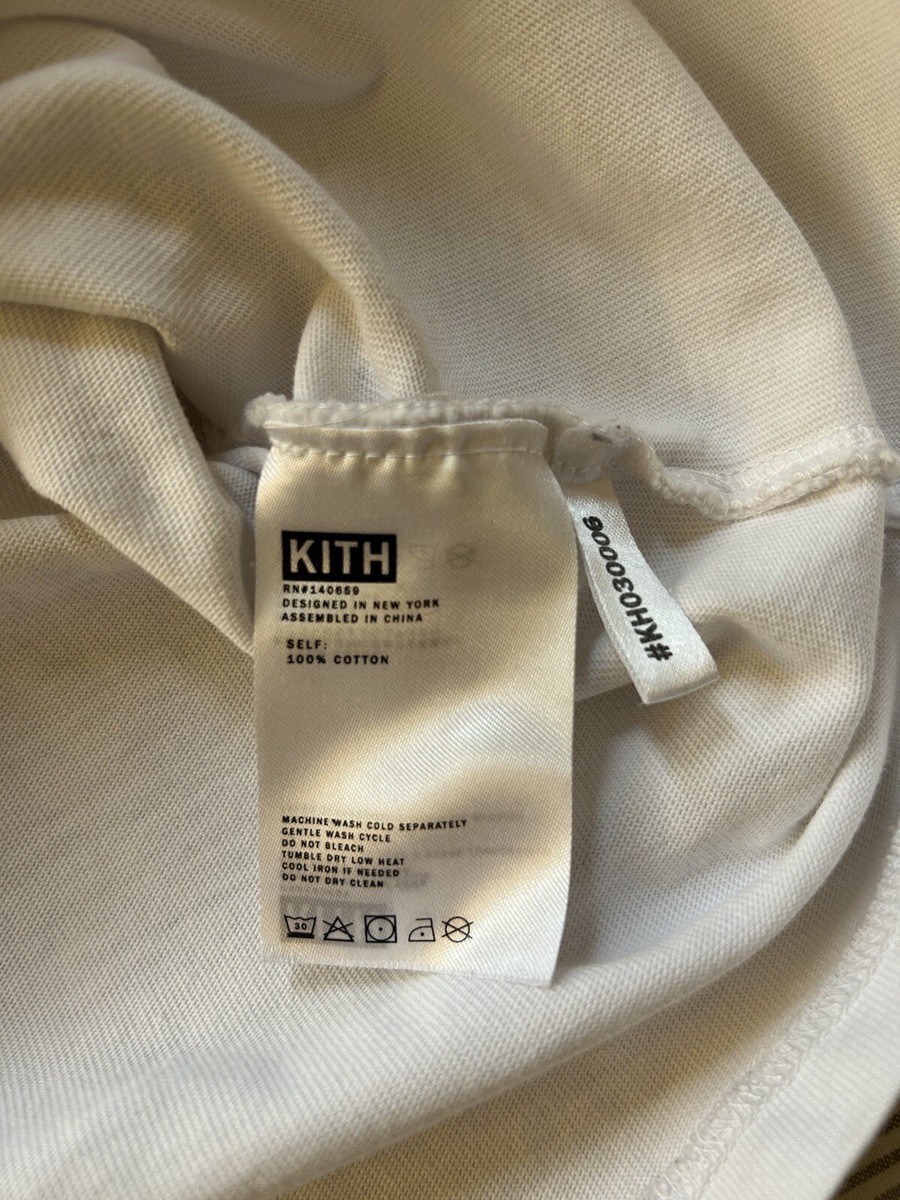 KITH
RN#140659
DESIGNED IN NEW YORK
ASSEMBLED IN CHINA
SELF:
100% COTTON
MACHINE WASH COLD SEPARATELY
GENTLE WASH CYCLE
DO NOT BLEACH
TUMBLE DRY LOW HEAT
COOL IRON IF NEEDED
DO NOT DRY CLEAN
30
#KH030006